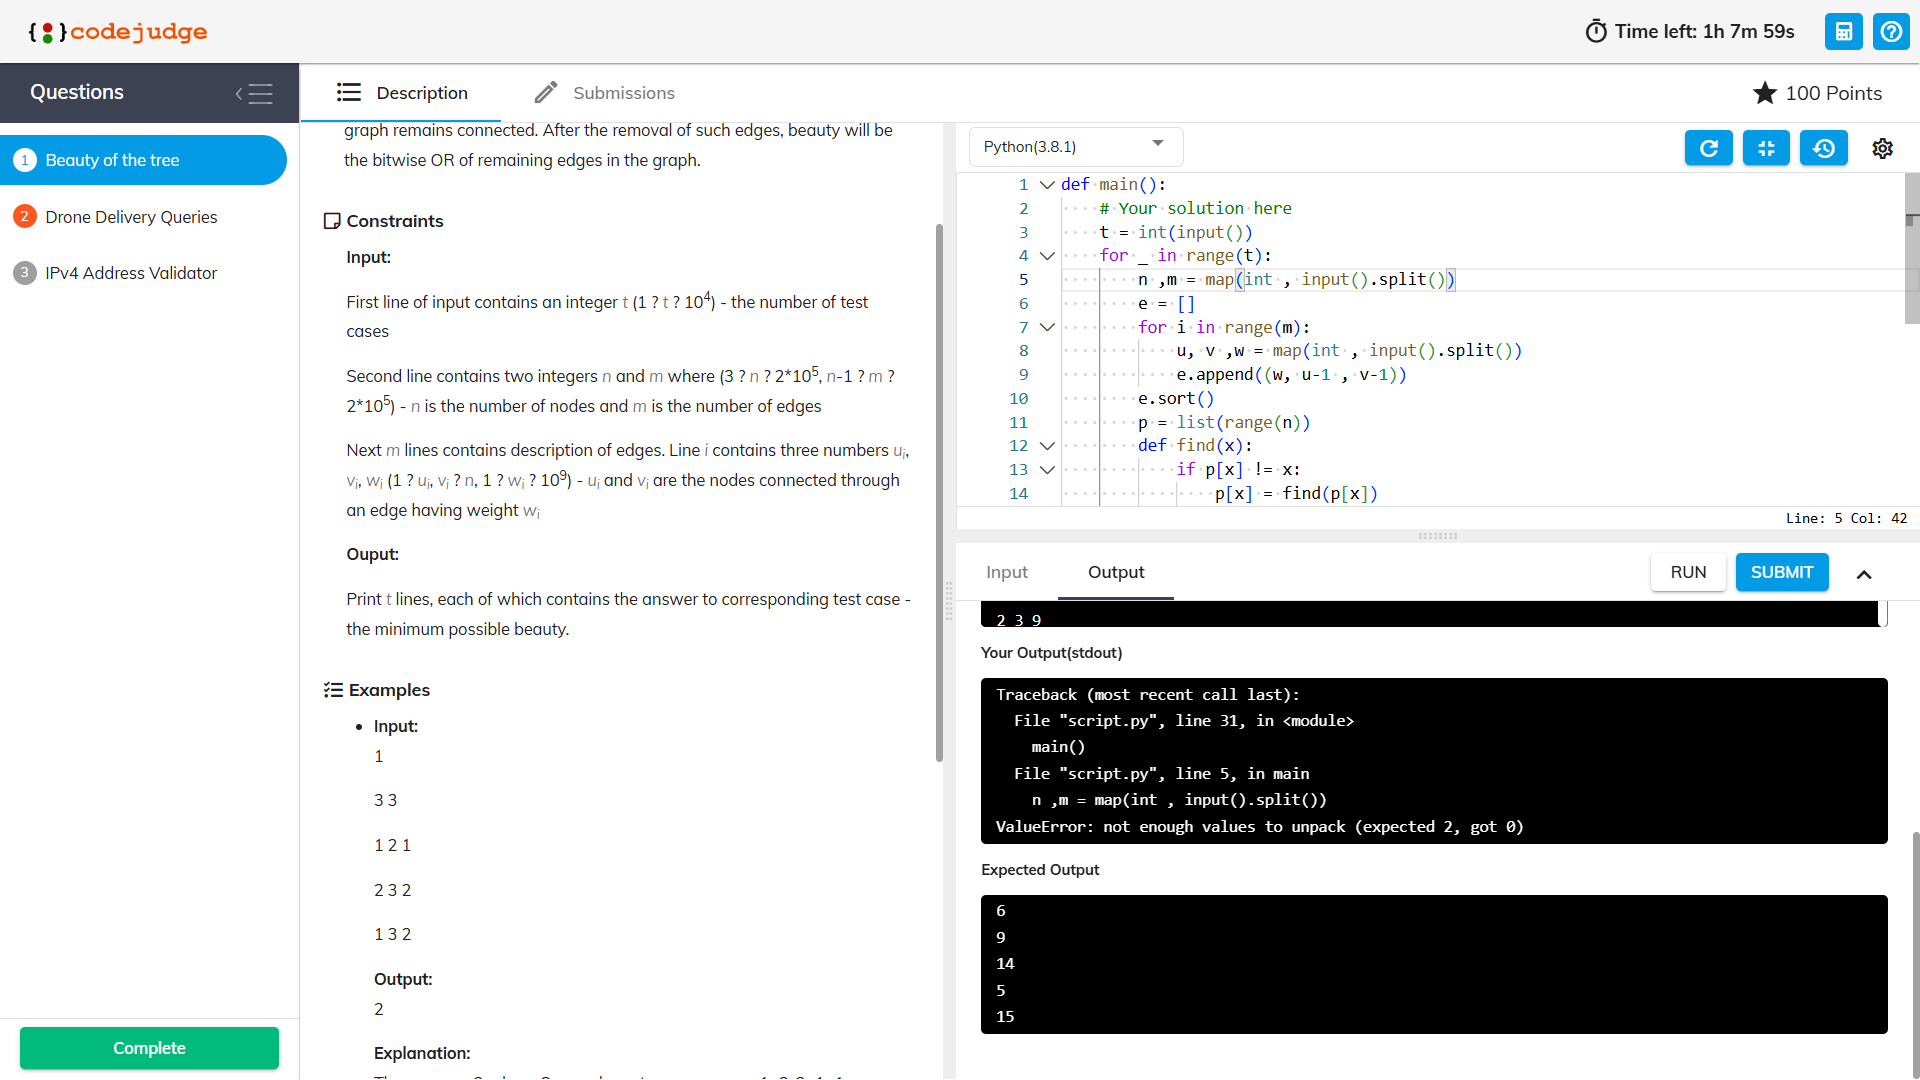 { }codejudge
Time left: 1h 7m 59s
Questions
Description
Submissions
100 Points
1 Beauty of the tree
2 Drone Delivery Queries
3 IPv4 Address Validator
Complete
graph remains connected. After the removal of such edges, beauty will be
the bitwise OR of remaining edges in the graph.
Constraints
Input:
First line of input contains an integer t (1 ? t ? 10^4) - the number of test
cases
Second line contains two integers n and m where (3 ? n ? 2*10^5, n-1 ? m ?
2*10^5) - n is the number of nodes and m is the number of edges
Next m lines contains description of edges. Line i contains three numbers u_i,
v_i, w_i (1 ? u_i, v_i ? n, 1 ? w_i ? 10^9) - u_i and v_i are the nodes connected through
an edge having weight w_i
Ouput:
Print t lines, each of which contains the answer to corresponding test case -
the minimum possible beauty.
Examples
Input:
1
3 3
1 2 1
2 3 2
1 3 2
Output:
2
Explanation:
Python(3.8.1)
1 def main():
2 # Your solution here
3 t = int(input())
4 for _ in range(t):
5 n ,m = map(int , input().split())
6 e = []
7 for i in range(m):
8 u, v ,w = map(int , input().split())
9 e.append((w, u-1 , v-1))
10 e.sort()
11 p = list(range(n))
12 def find(x):
13 if p[x] != x:
14 p[x] = find(p[x])
Line: 5 Col: 42
Input
Output
RUN
SUBMIT
2 3 9
Your Output(stdout)
Traceback (most recent call last):
File "script.py", line 31, in <module>
main()
File "script.py", line 5, in main
n ,m = map(int , input().split())
ValueError: not enough values to unpack (expected 2, got 0)
Expected Output
6
9
14
5
15